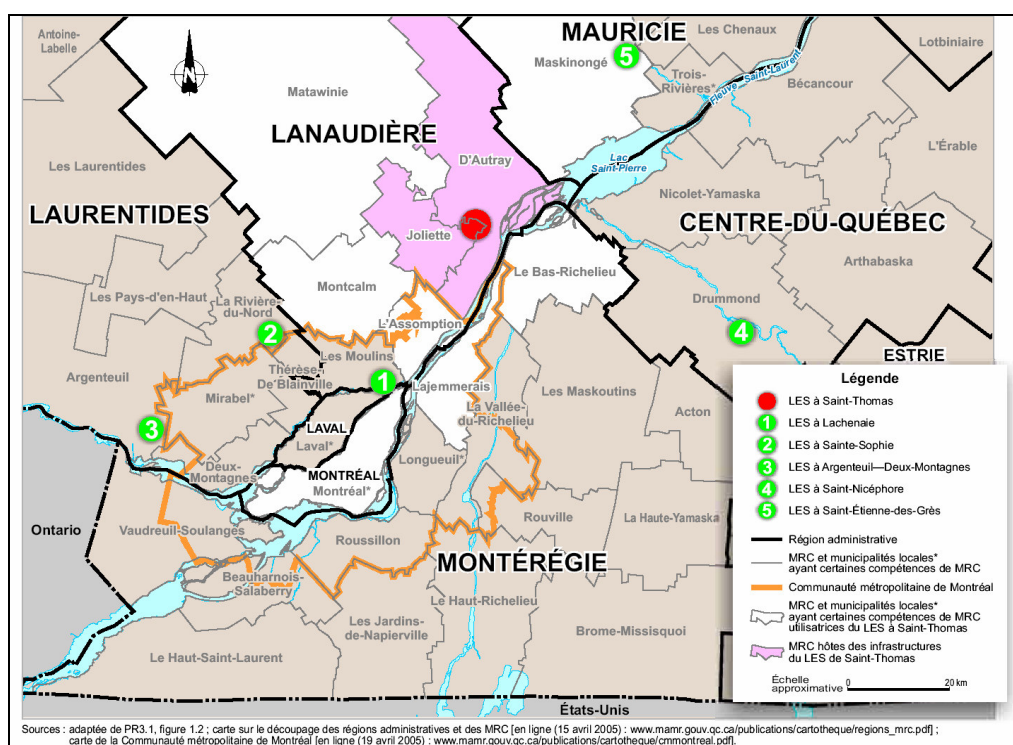 MAURICIE
Les Chenaux
Antoine-
Labelle
Lotbinière
5
Maskinongé
Trois-
Rivières*
Fleuve Saint-Laurent
Bécancour
N
Matawinie
LANAUDIÈRE
D'Autray
Lac
Saint-Pierre
L'Érable
Les Laurentides
Nicolet-Yamaska
LAURENTIDES
CENTRE-DU-QUÉBEC
Joliette
Arthabaska
Le Bas-Richelieu
Montcalm
Les Pays-d'en-Haut
La Rivière-
du-Nord
Drummond
L'Assomption
2
4
Les Moulins
ESTRIE
Argenteuil
Thérèse-
De Blainville
1
Lajemmerais
Mirabel*
Les Maskoutins
La Vallée-
du-Richelieu
Acton
3
LAVAL
Laval*
Longueuil*
Deux-
Montagnes
MONTRÉAL
Montréal*
Ontario
Vaudreuil-Soulanges
Rouville
La Haute-Yamaska
Roussillon
MONTÉRÉGIE
Beauharnois-
Salaberry
Le Haut-Richelieu
Les Jardins-
de-Napierville
Brome-Missisquoi
Le Haut-Saint-Laurent
États-Unis
Légende
LES à Saint-Thomas
1 LES à Lachenaie
2 LES à Sainte-Sophie
3 LES à Argenteuil—Deux-Montagnes
4 LES à Saint-Nicéphore
5 LES à Saint-Étienne-des-Grès
Région administrative
MRC et municipalités locales*
ayant certaines compétences de MRC
Communauté métropolitaine de Montréal
MRC et municipalités locales*
ayant certaines compétences de MRC
utilisatrices du LES à Saint-Thomas
MRC hôtes des infrastructures
du LES de Saint-Thomas
Échelle
approximative 0 20 km
Sources : adaptée de PR3.1, figure 1.2 ; carte sur le découpage des régions administratives et des MRC [en ligne (15 avril 2005) : www.mamr.gouv.qc.ca/publications/cartotheque/regions_mrc.pdf] ;
carte de la Communauté métropolitaine de Montréal [en ligne (19 avril 2005) : www.mamr.gouv.qc.ca/publications/cartotheque/cmmontreal.pdf].